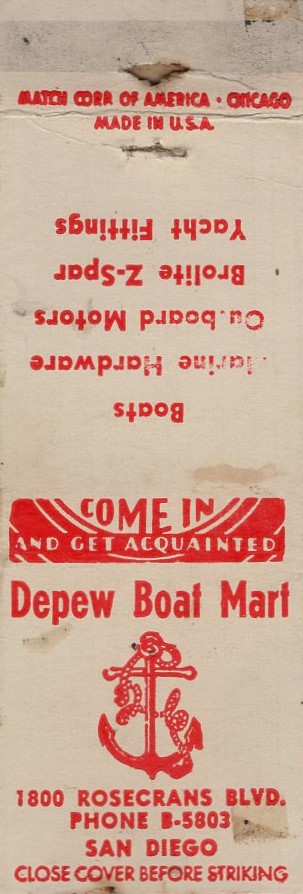 MATCH CORP. OF AMERICA • CHICAGO
MADE IN U.S.A.
Boats
Marine Hardware
Outboard Motors
Brolite Z-Spar
Yacht Fittings
COME IN
AND GET ACQUAINTED
Depew Boat Mart
1800 ROSECRANS BLVD.
PHONE B-5803
SAN DIEGO
CLOSE COVER BEFORE STRIKING